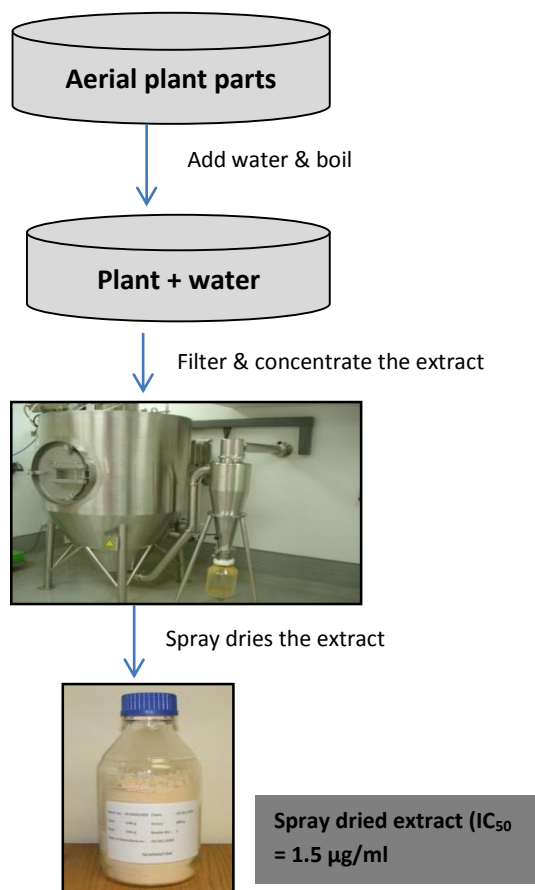 Aerial plant parts
Add water & boil
Plant + water
Filter & concentrate the extract
Spray dries the extract
Spray dried extract (IC₅₀
= 1.5 µg/ml